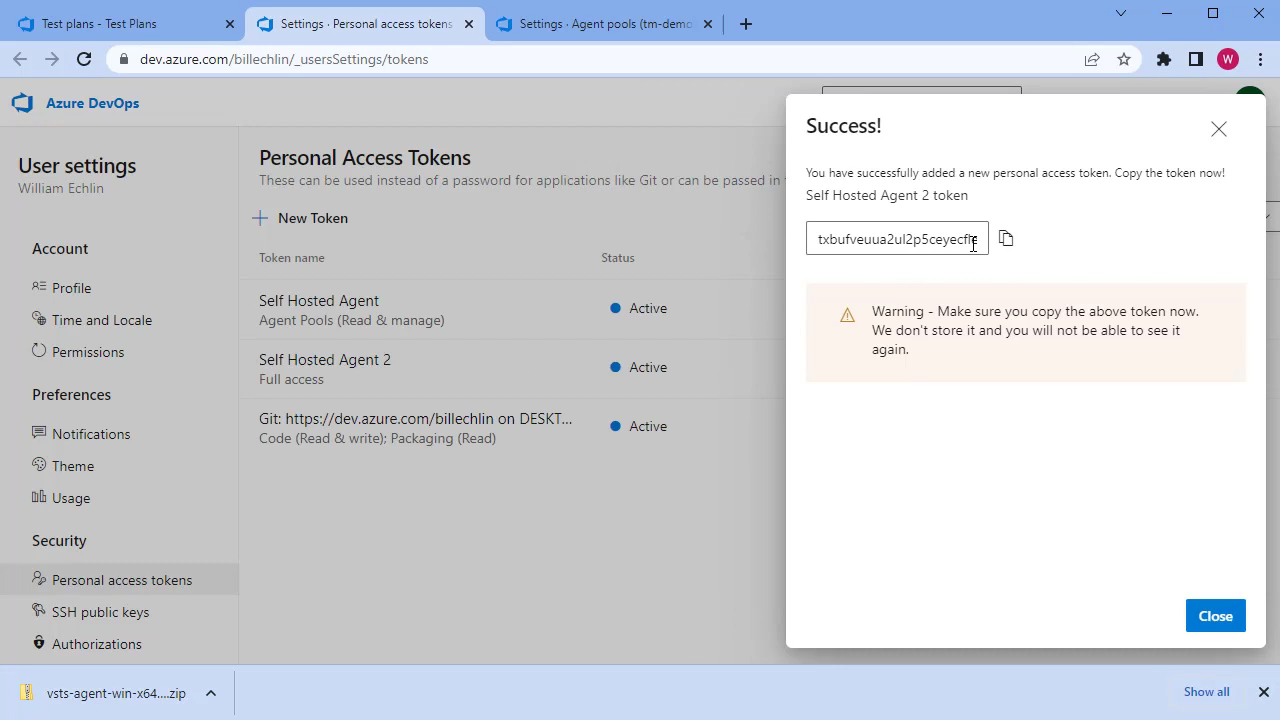 Test plans - Test Plans
Settings · Personal access tokens
Settings · Agent pools (tm-demo
dev.azure.com/billechlin/_usersSettings/tokens
W
Azure DevOps
User settings
William Echlin
Account
Profile
Time and Locale
Permissions
Preferences
Notifications
Theme
Usage
Security
Personal access tokens
SSH public keys
Authorizations
Personal Access Tokens
These can be used instead of a password for applications like Git or can be passed in
New Token
Token name Status
Self Hosted Agent Active
Agent Pools (Read & manage)
Self Hosted Agent 2 Active
Full access
Git: https://dev.azure.com/billechlin on DESKT... Active
Code (Read & write); Packaging (Read)
Success!
You have successfully added a new personal access token. Copy the token now!
Self Hosted Agent 2 token
Warning - Make sure you copy the above token now.
We don't store it and you will not be able to see it
again.
Close
vsts-agent-win-x64....zip
Show all